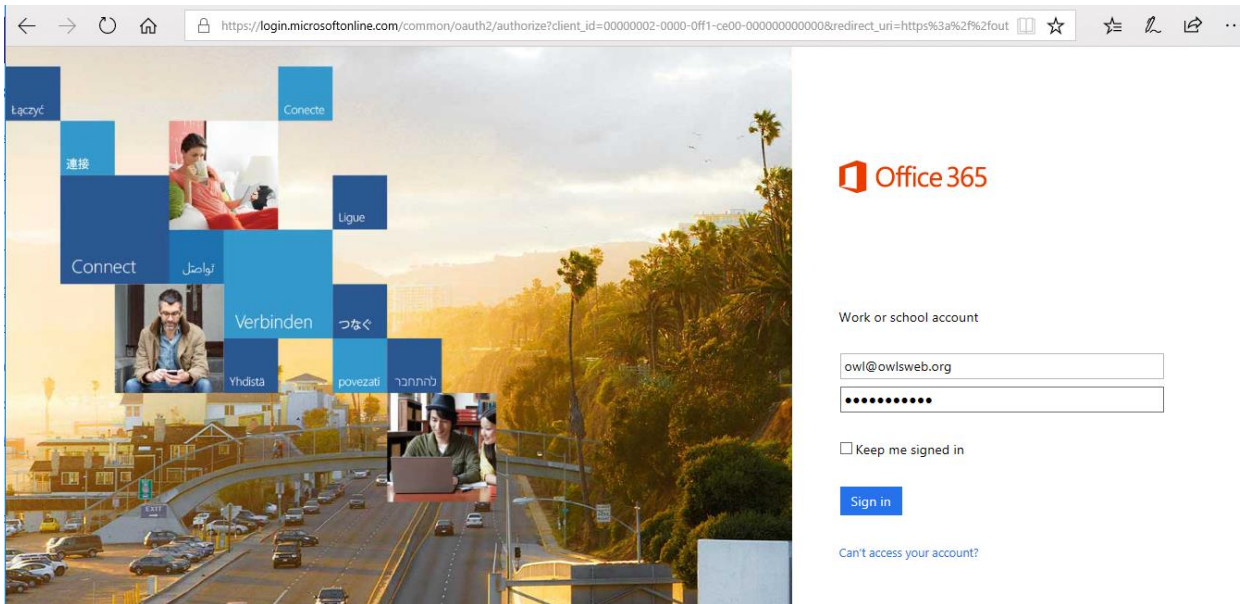 https://login.microsoftonline.com/common/oauth2/authorize?client_id=00000002-0000-0ff1-ce00-000000000000&redirect_uri=https%3a%2f%2fout
Łączyć
Conecte
連接
Ligue
Connect
تواصل
Verbinden
つなぐ
Yhdistä
povezati
להתחבר
EXIT
Office 365
Work or school account
owl@owlsweb.org
Keep me signed in
Sign in
Can't access your account?